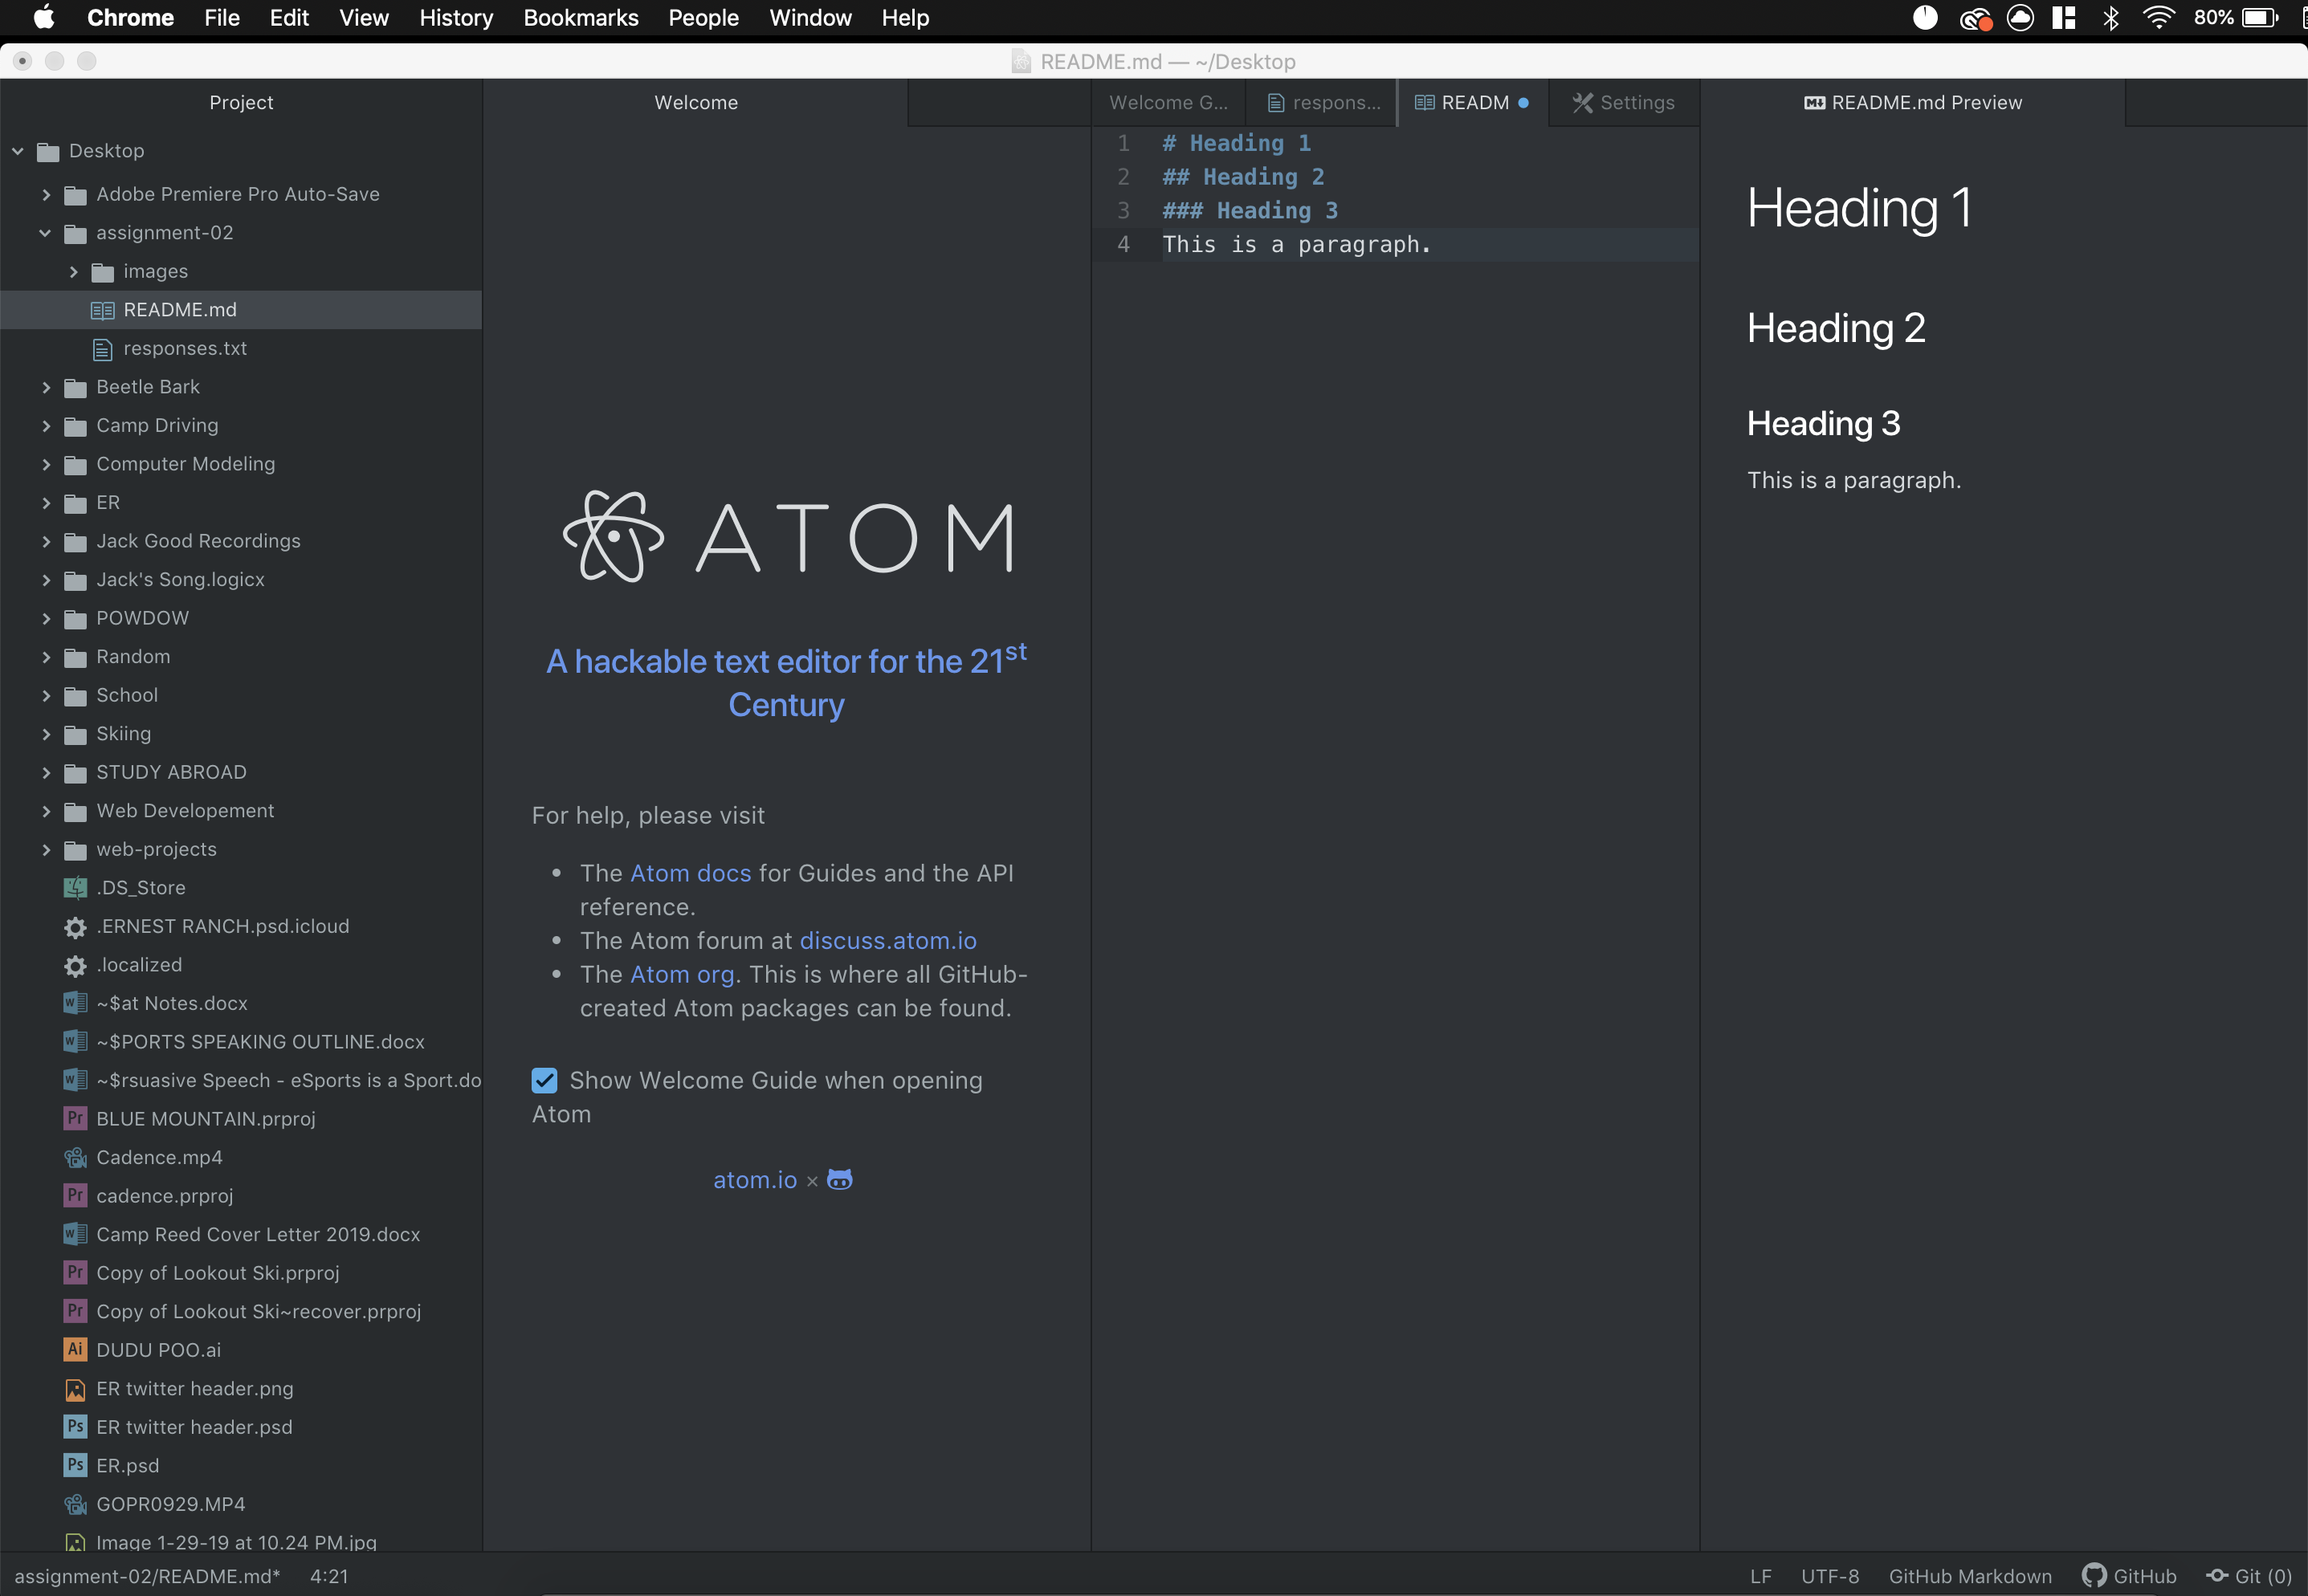 Chrome File Edit View History Bookmarks People Window Help 80%
README.md — ~/Desktop
Project
Desktop
Adobe Premiere Pro Auto-Save
assignment-02
images
README.md
responses.txt
Beetle Bark
Camp Driving
Computer Modeling
ER
Jack Good Recordings
Jack's Song.logicx
POWDOW
Random
School
Skiing
STUDY ABROAD
Web Developement
web-projects
.DS_Store
.ERNEST RANCH.psd.icloud
.localized
~$at Notes.docx
~$PORTS SPEAKING OUTLINE.docx
~$rsuasive Speech - eSports is a Sport.do
BLUE MOUNTAIN.prproj
Cadence.mp4
cadence.prproj
Camp Reed Cover Letter 2019.docx
Copy of Lookout Ski.prproj
Copy of Lookout Ski~recover.prproj
DUDU POO.ai
ER twitter header.png
ER twitter header.psd
ER.psd
GOPR0929.MP4
Image 1-29-19 at 10.24 PM.jpg
Welcome
ATOM
A hackable text editor for the 21st
Century
For help, please visit
• The Atom docs for Guides and the API
reference.
• The Atom forum at discuss.atom.io
• The Atom org. This is where all GitHub-
created Atom packages can be found.
Show Welcome Guide when opening
Atom
atom.io ×
Welcome G... respons... READM Settings
1 # Heading 1
2 ## Heading 2
3 ### Heading 3
4 This is a paragraph.
README.md Preview
Heading 1
Heading 2
Heading 3
This is a paragraph.
assignment-02/README.md* 4:21 LF UTF-8 GitHub Markdown GitHub Git (0)